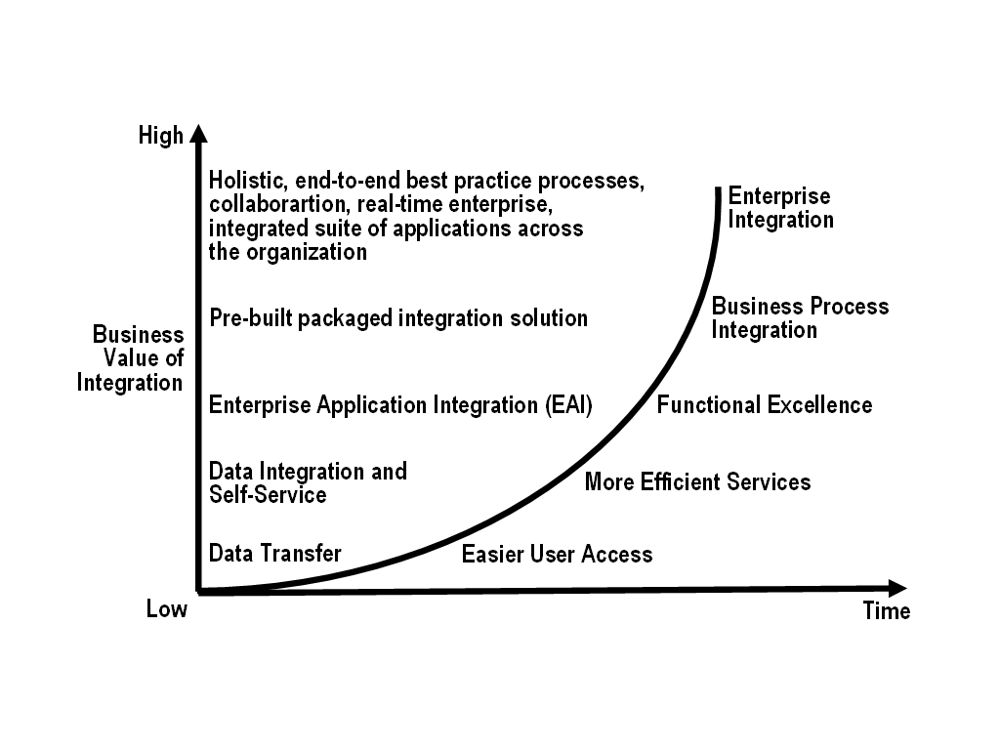 High
Holistic, end-to-end best practice processes,
collaborartion, real-time enterprise,
integrated suite of applications across
the organization
Enterprise
Integration
Pre-built packaged integration solution
Business Process
Integration
Business
Value of
Integration
Enterprise Application Integration (EAI)
Functional Excellence
Data Integration and
Self-Service
More Efficient Services
Data Transfer
Easier User Access
Low
Time